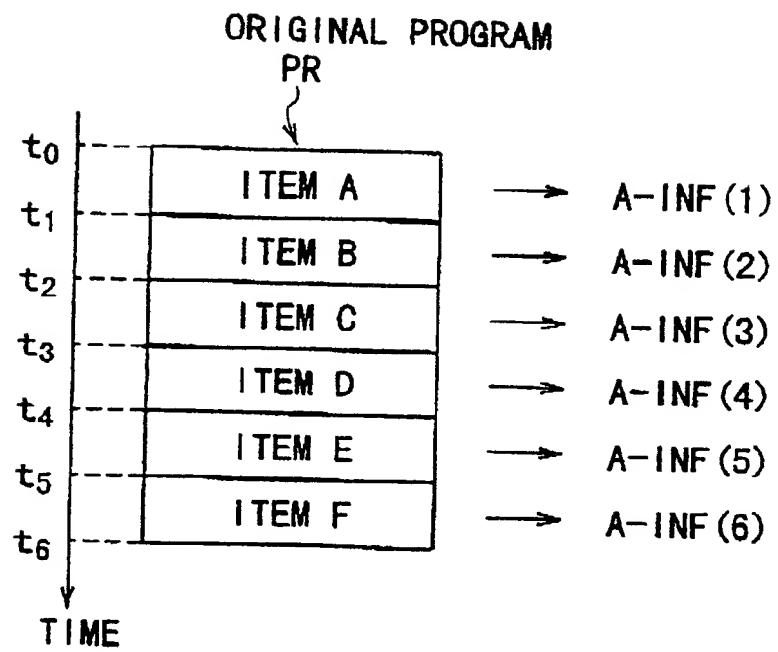 ORIGINAL PROGRAM
PR
t0
ITEM A → A-INF(1)
t1
ITEM B → A-INF(2)
t2
ITEM C → A-INF(3)
t3
ITEM D → A-INF(4)
t4
ITEM E → A-INF(5)
t5
ITEM F → A-INF(6)
t6
TIME